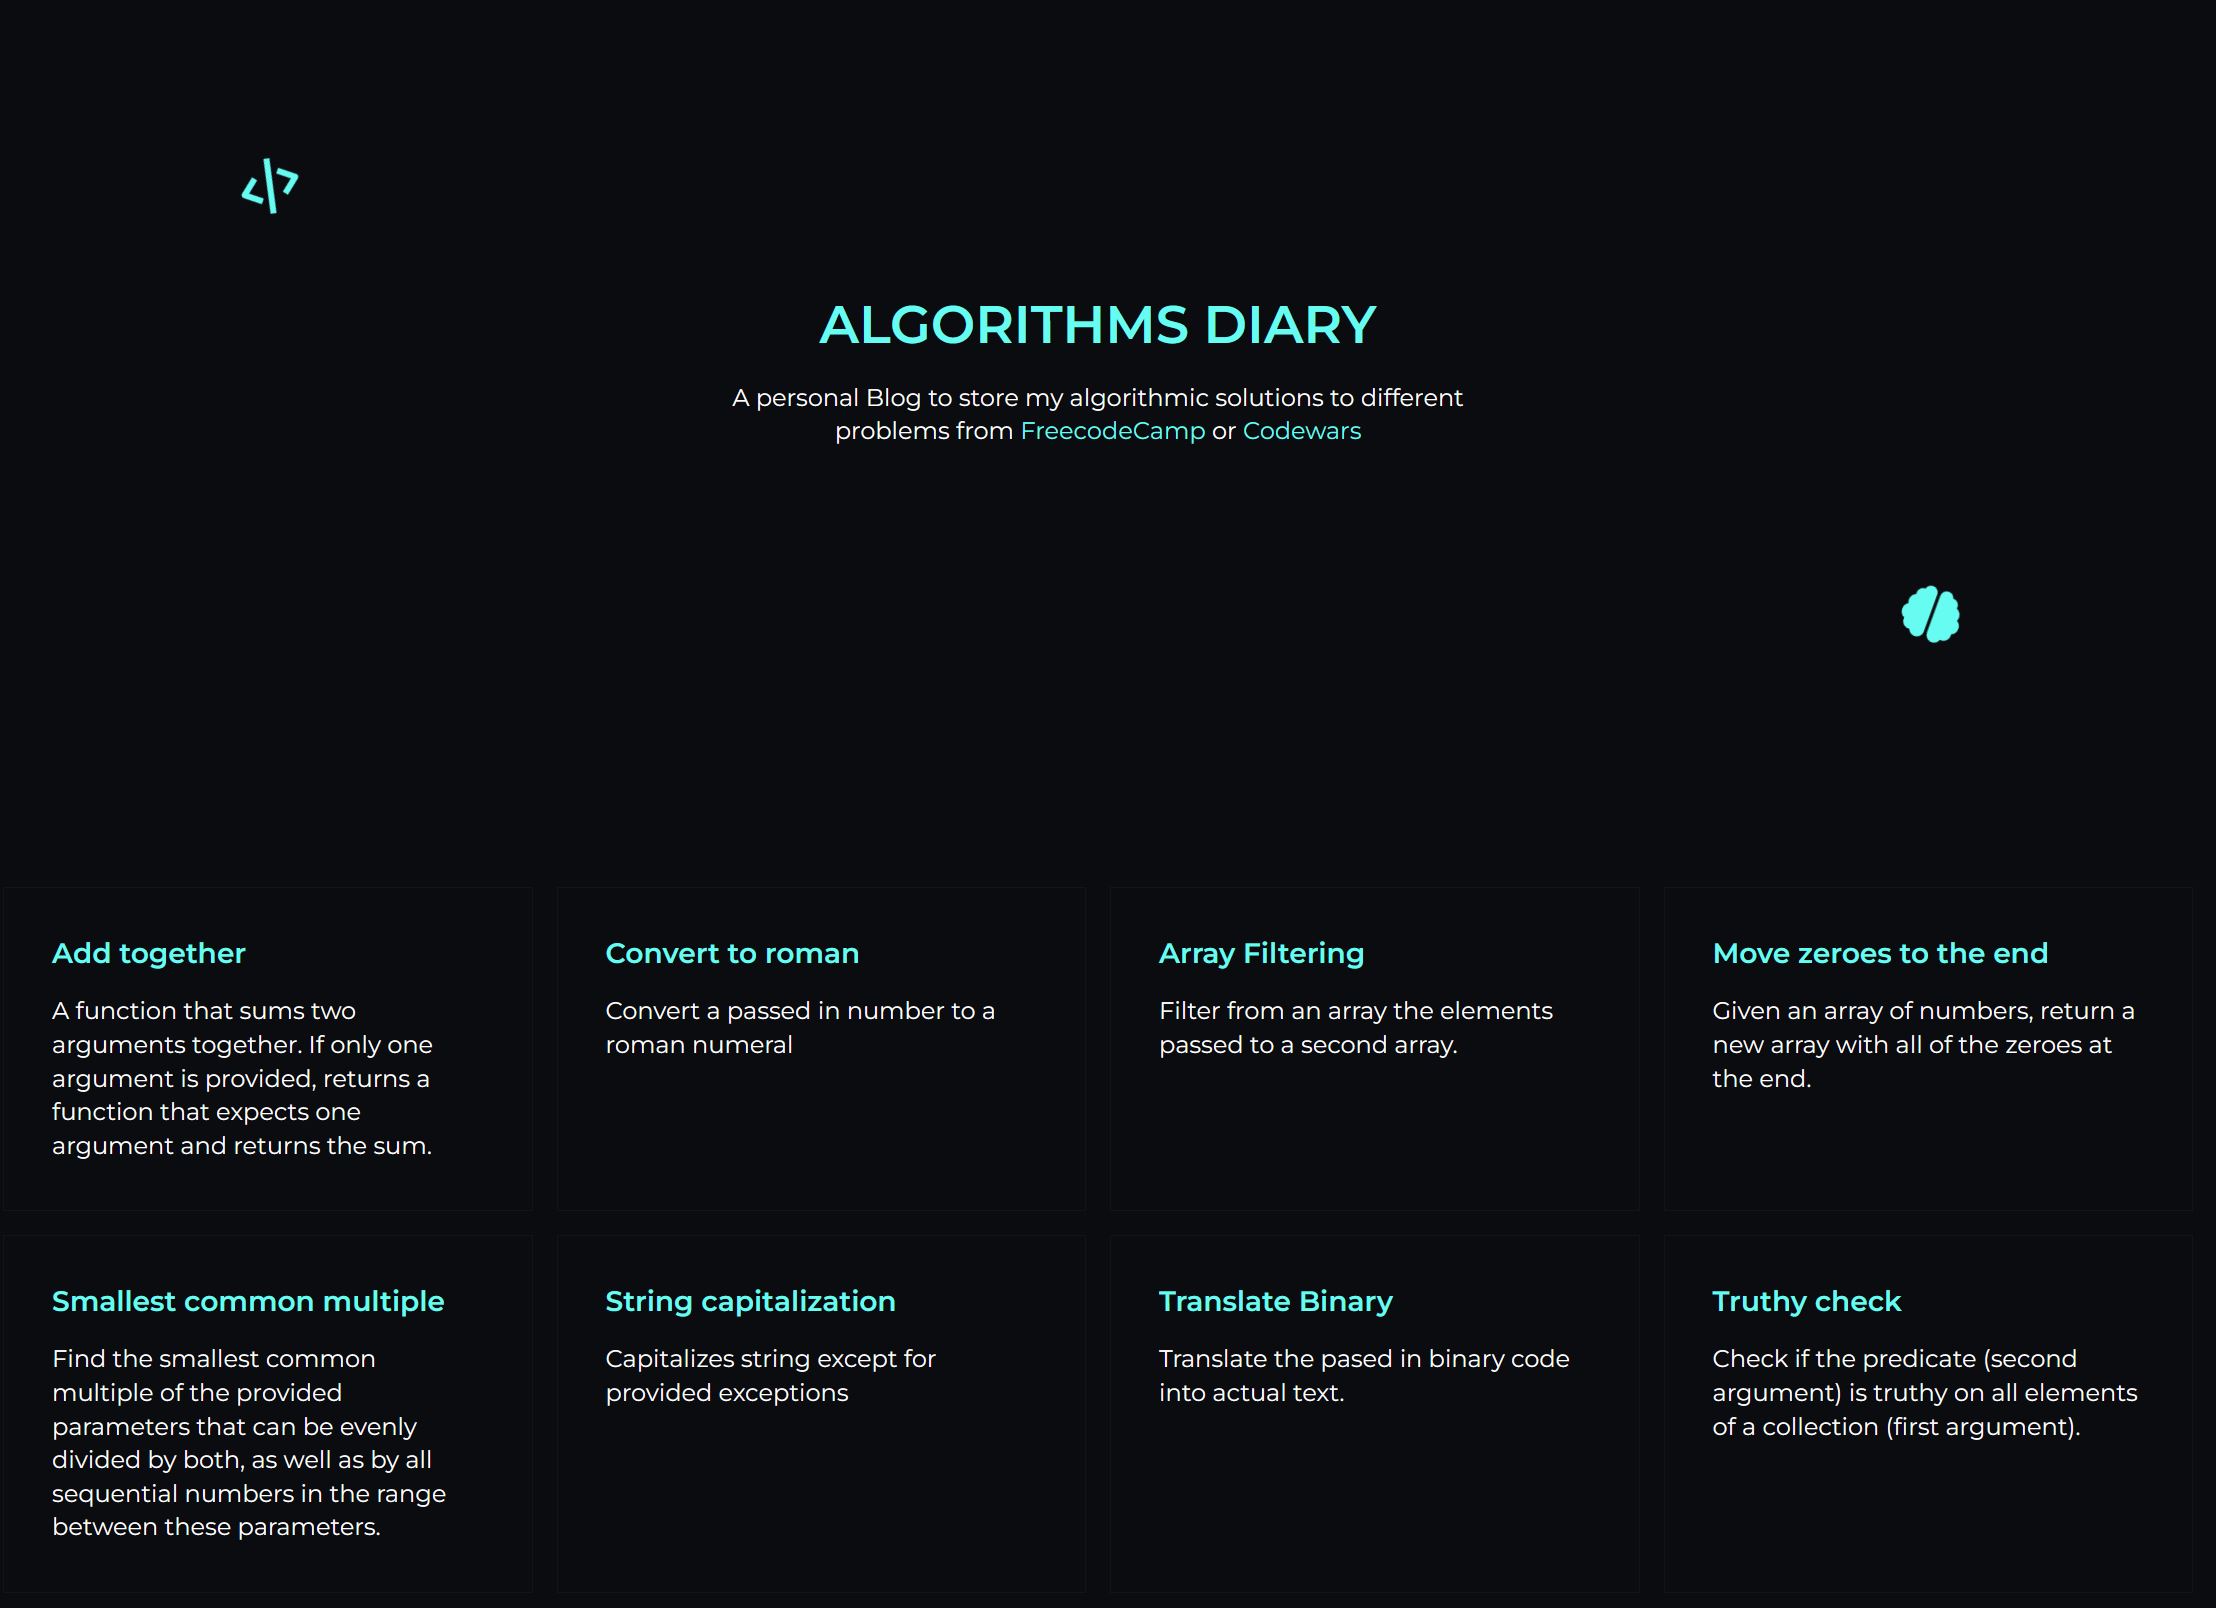 ALGORITHMS DIARY
A personal Blog to store my algorithmic solutions to different
problems from FreecodeCamp or Codewars
Add together
A function that sums two
arguments together. If only one
argument is provided, returns a
function that expects one
argument and returns the sum.
Convert to roman
Convert a passed in number to a
roman numeral
Array Filtering
Filter from an array the elements
passed to a second array.
Move zeroes to the end
Given an array of numbers, return a
new array with all of the zeroes at
the end.
Smallest common multiple
Find the smallest common
multiple of the provided
parameters that can be evenly
divided by both, as well as by all
sequential numbers in the range
between these parameters.
String capitalization
Capitalizes string except for
provided exceptions
Translate Binary
Translate the pased in binary code
into actual text.
Truthy check
Check if the predicate (second
argument) is truthy on all elements
of a collection (first argument).